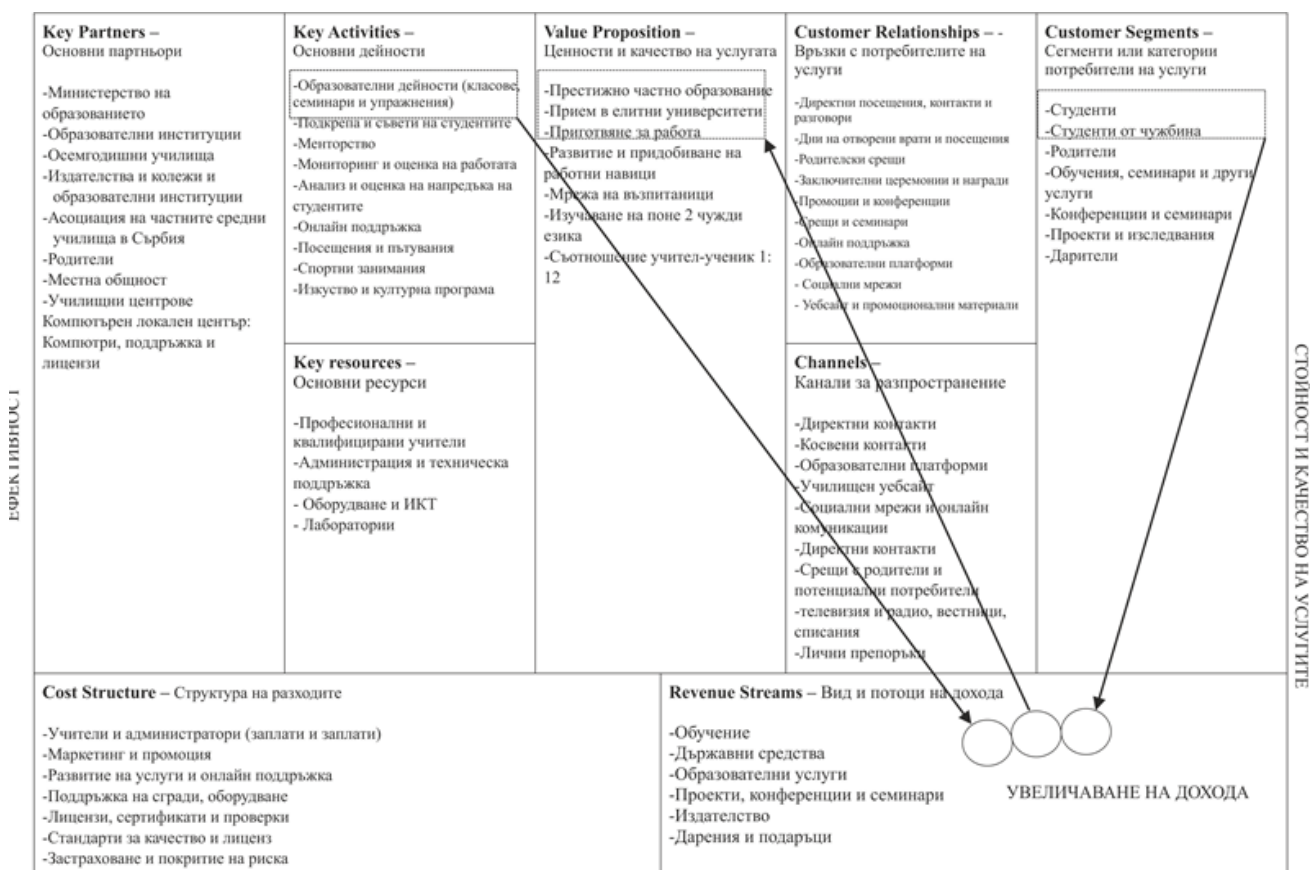 Key Partners –
Основни партньори
-Министерство на
образованието
-Образователни институции
-Осемгодишни училища
-Издателства и колежи и
образователни институции
-Асоциация на частните средни
училища в Сърбия
-Родители
-Местна общност
-Училищни центрове
Компютърен локален център:
Компютри, поддръжка и
лицензи
Key Activities –
Основни дейности
-Образователни дейности (класове,
семинари и упражнения)
-Подкрепа и съвети на студентите
-Менторство
-Мониторинг и оценка на работата
-Анализ и оценка на напредъка на
студентите
-Онлайн поддръжка
-Посещения и пътувания
-Спортни занимания
-Изкуство и културна програма
Key resources –
Основни ресурси
-Професионални и
квалифицирани учители
-Администрация и техническа
поддръжка
- Оборудване и ИКТ
- Лаборатории
Value Proposition –
Ценности и качество на услугата
-Престижно частно образование
-Прием в елитни университети
-Приготвяне за работа
-Развитие и придобиване на
работни навици
-Мрежа на възпитаници
-Изучаване на поне 2 чужди
езика
-Съотношение учител-ученик 1:
12
Customer Relationships – -
Връзки с потребителите на
услуги
-Директни посещения, контакти и
разговори
-Дни на отворени врати и посещения
-Родителски срещи
-Заключителни церемонии и награди
-Промоции и конференции
-Срещи и семинари
-Онлайн поддръжка
-Образователни платформи
- Социални мрежи
- Уебсайт и промоционални материали
Channels –
Канали за разпространение
-Директни контакти
-Косвени контакти
-Образователни платформи
-Училищен уебсайт
-Социални мрежи и онлайн
комуникации
-Директни контакти
-Срещи с родители и
потенциални потребители
-телевизия и радио, вестници,
списания
-Лични препоръки
Customer Segments –
Сегменти или категории
потребители на услуги
-Студенти
-Студенти от чужбина
-Родители
-Обучения, семинари и други
услуги
-Конференции и семинари
-Проекти и изследвания
-Дарители
ЕФЕКТИВНОСТ
СТОЙНОСТ И КАЧЕСТВО НА УСЛУГИТЕ
Cost Structure – Структура на разходите
-Учители и администратори (заплати и заплати)
-Маркетинг и промоция
-Развитие на услуги и онлайн поддръжка
-Поддръжка на сгради, оборудване
-Лицензи, сертификати и проверки
-Стандарти за качество и лиценз
-Застраховане и покритие на риска
Revenue Streams – Вид и потоци на дохода
-Обучение
-Държавни средства
-Образователни услуги
-Проекти, конференции и семинари
-Издателство
-Дарения и подаръци
УВЕЛИЧАВАНЕ НА ДОХОДА